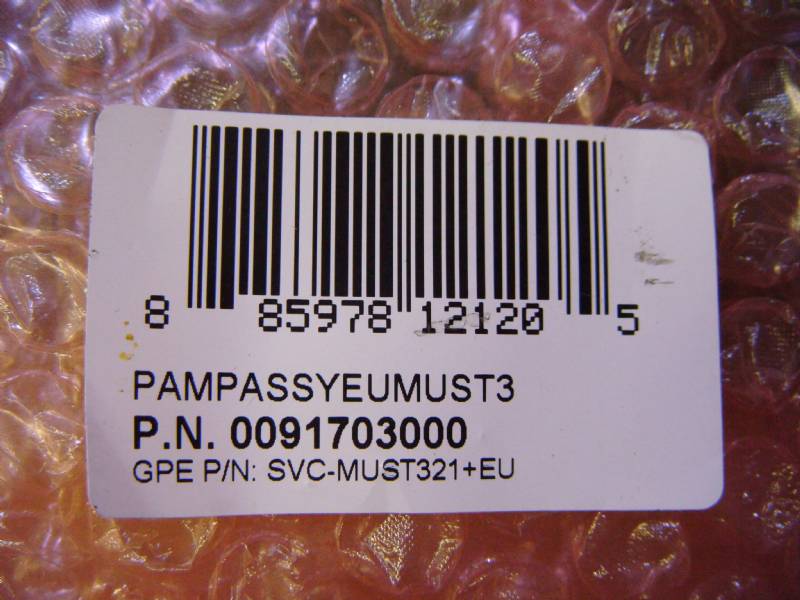 8 85978 12120 5
PAMPASSYEUMUST3
P.N. 0091703000
GPE P/N: SVC-MUST321+EU